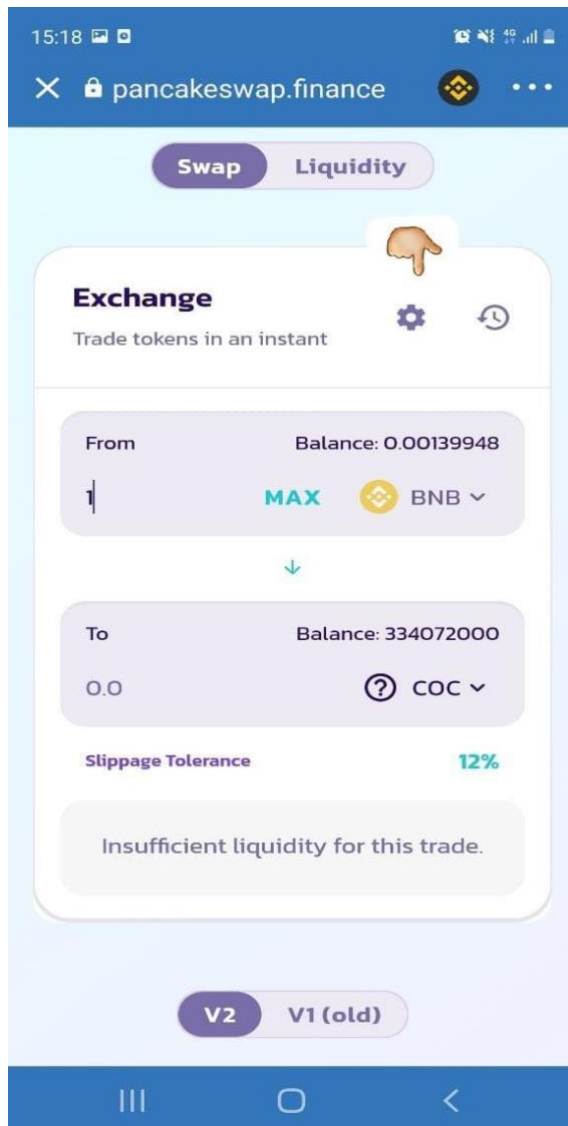 15:18 4G
pancakeswap.finance
Swap Liquidity
Exchange
Trade tokens in an instant
From Balance: 0.00139948
1 MAX BNB
To Balance: 334072000
0.0 ? COC
Slippage Tolerance 12%
Insufficient liquidity for this trade.
V2 V1 (old)